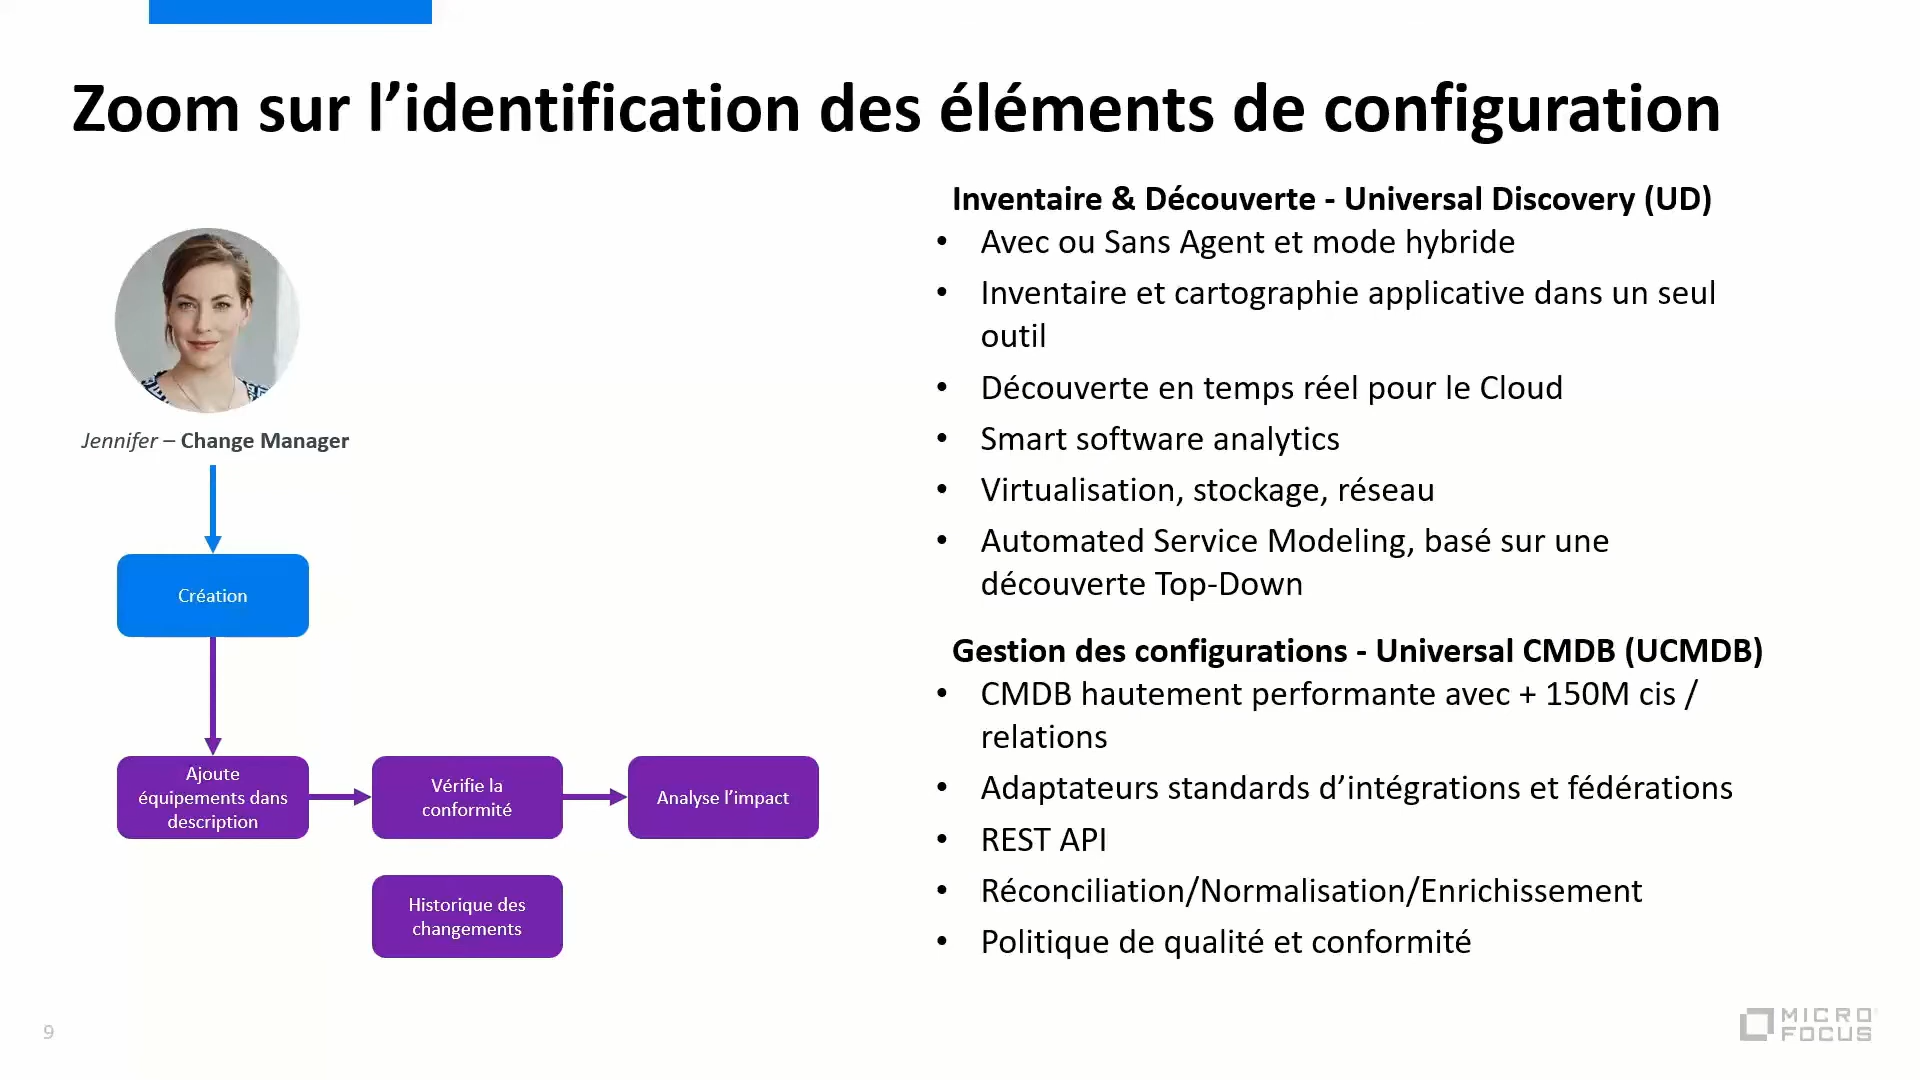 Zoom sur l’identification des éléments de configuration
Jennifer – Change Manager
Création
Ajoute
équipements dans
description
Vérifie la
conformité
Analyse l’impact
Historique des
changements
Inventaire & Découverte - Universal Discovery (UD)
• Avec ou Sans Agent et mode hybride
• Inventaire et cartographie applicative dans un seul
outil
• Découverte en temps réel pour le Cloud
• Smart software analytics
• Virtualisation, stockage, réseau
• Automated Service Modeling, basé sur une
découverte Top-Down
Gestion des configurations - Universal CMDB (UCMDB)
• CMDB hautement performante avec + 150M cis /
relations
• Adaptateurs standards d’intégrations et fédérations
• REST API
• Réconciliation/Normalisation/Enrichissement
• Politique de qualité et conformité
9
MICRO
FOCUS